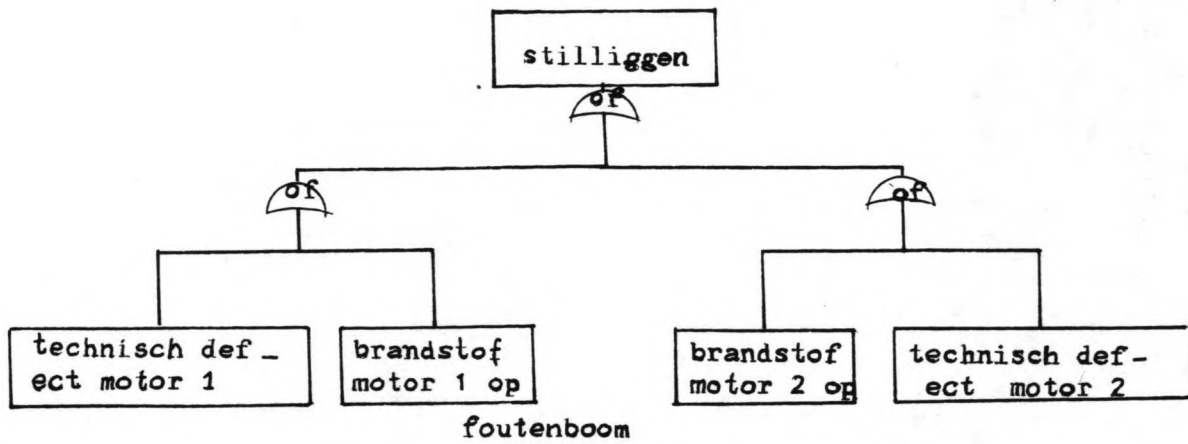 stilliggen
of
of
of
technisch def_
ect motor 1
brandstof
motor 1 op
brandstof
motor 2 op
technisch def-
ect motor 2
foutenboom